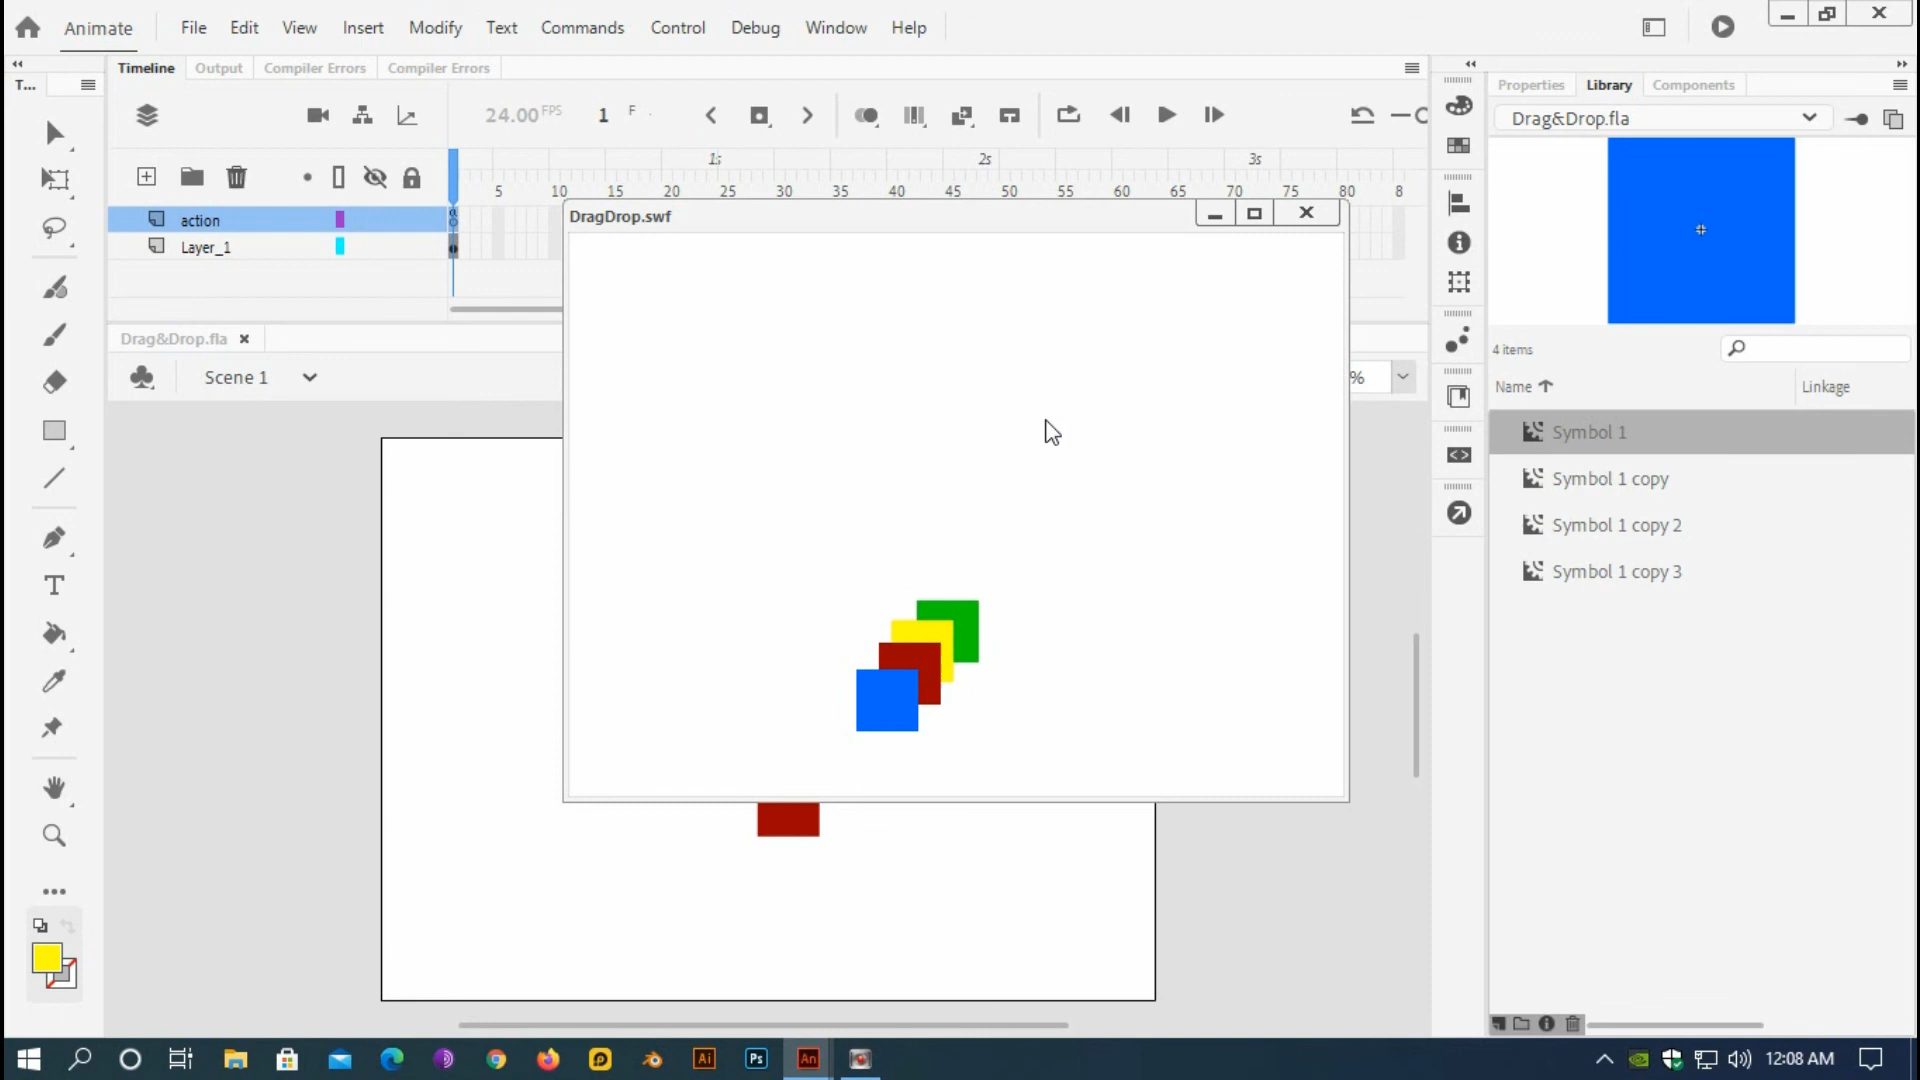 Animate
File Edit View Insert Modify Text Commands Control Debug Window Help
T...
Timeline Output Compiler Errors Compiler Errors
Properties Library Components
24.00 FPS 1 F
Drag&Drop.fla
1s 2s 3s
5 10 15 20 25 30 35 40 45 50 55 60 65 70 75 80 8
action
Layer_1
DragDrop.swf
Drag&Drop.fla
Scene 1
%
4 items
Name Linkage
Symbol 1
Symbol 1 copy
Symbol 1 copy 2
Symbol 1 copy 3
T
Ai Ps An
12:08 AM